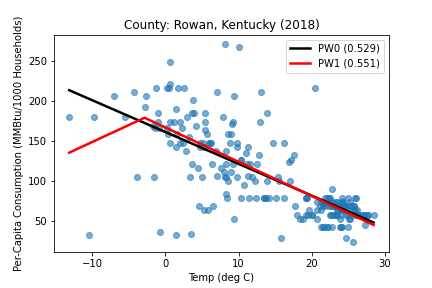 County: Rowan, Kentucky (2018)
PW0 (0.529)
PW1 (0.551)
Per-Capita Consumption (MMBtu/1000 Households)
250
200
150
100
50
−10 0 10 20 30
Temp (deg C)